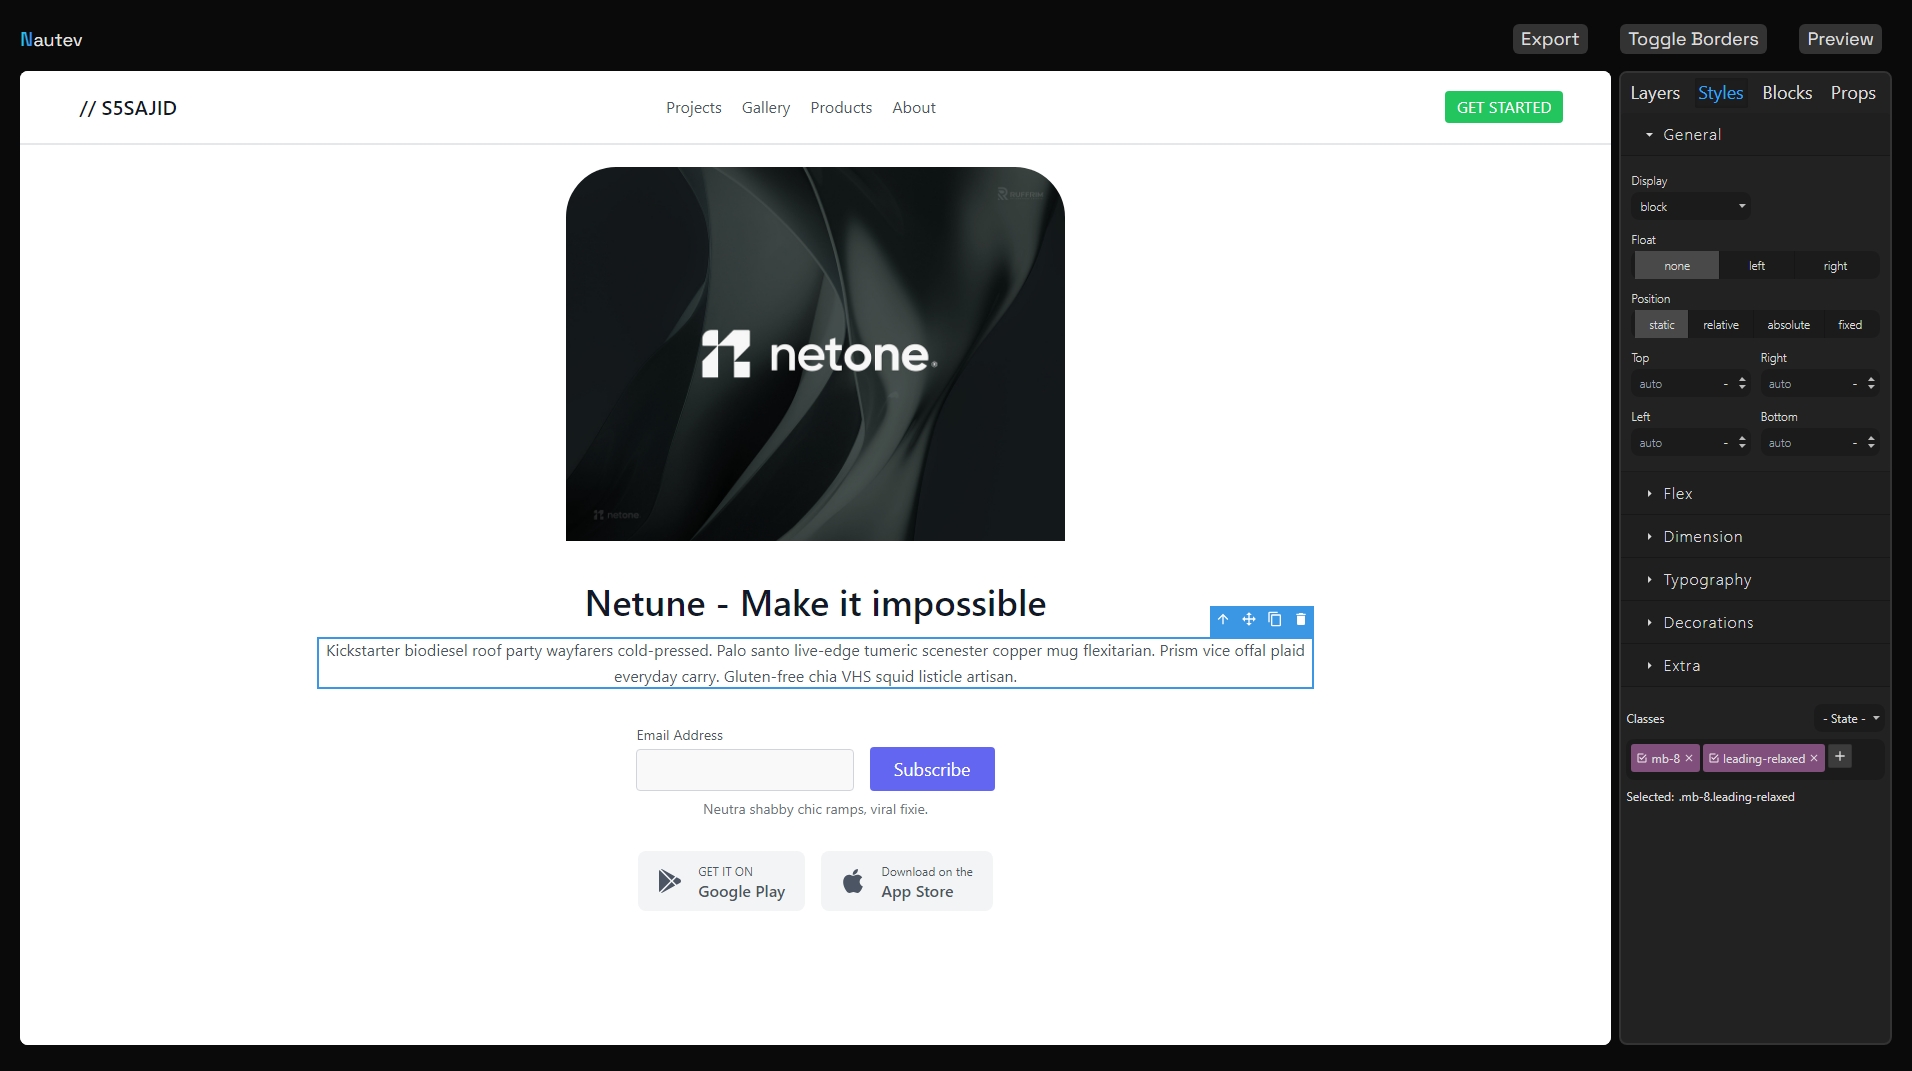 Nautev
Export
Toggle Borders
Preview
// S5SAJID
Projects
Gallery
Products
About
GET STARTED
RUFFRIM
netone
netone
Netune - Make it impossible
Kickstarter biodiesel roof party wayfarers cold-pressed. Palo santo live-edge tumeric scenester copper mug flexitarian. Prism vice offal plaid
everyday carry. Gluten-free chia VHS squid listicle artisan.
Email Address
Subscribe
Neutra shabby chic ramps, viral fixie.
GET IT ON
Google Play
Download on the
App Store
Layers
Styles
Blocks
Props
General
Display
block
Float
none
left
right
Position
static
relative
absolute
fixed
Top
Right
auto
-
auto
-
Left
Bottom
auto
-
auto
-
Flex
Dimension
Typography
Decorations
Extra
Classes
- State -
mb-8
leading-relaxed
+
Selected: .mb-8.leading-relaxed